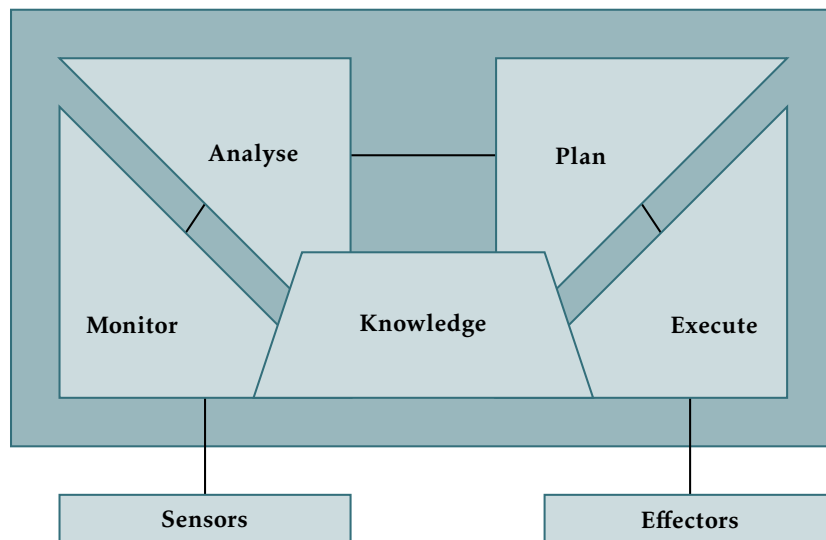 Analyse
Plan
Monitor
Knowledge
Execute
Sensors
Effectors